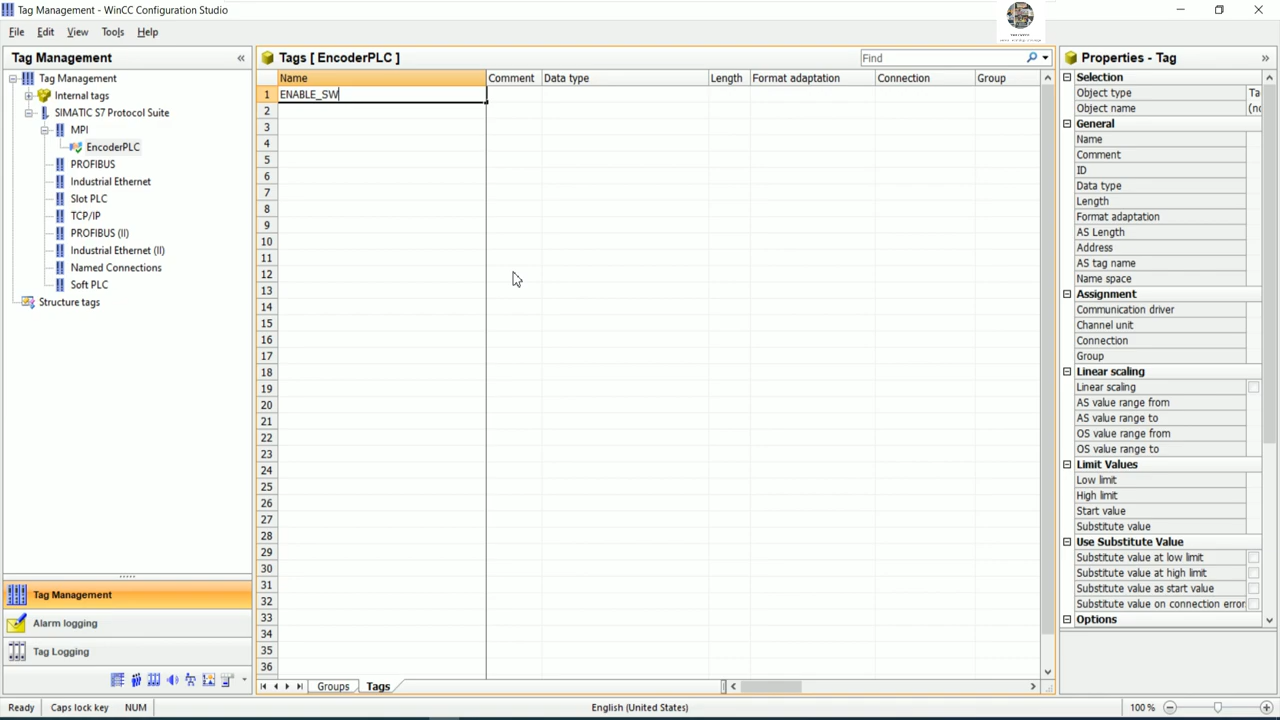 Tag Management - WinCC Configuration Studio
File Edit View Tools Help
Tag Management «
Tag Management
Internal tags
SIMATIC S7 Protocol Suite
MPI
EncoderPLC
PROFIBUS
Industrial Ethernet
Slot PLC
TCP/IP
PROFIBUS (II)
Industrial Ethernet (II)
Named Connections
Soft PLC
Structure tags
Tag Management
Alarm logging
Tag Logging
Tags [ EncoderPLC ] Find
Name Comment Data type Length Format adaptation Connection Group
1 ENABLE_SW
2
3
4
5
6
7
8
9
10
11
12
13
14
15
16
17
18
19
20
21
22
23
24
25
26
27
28
29
30
31
32
33
34
35
36
Groups Tags
Properties - Tag »
Selection
Object type Ta
Object name (no
General
Name
Comment
ID
Data type
Length
Format adaptation
AS Length
Address
AS tag name
Name space
Assignment
Communication driver
Channel unit
Connection
Group
Linear scaling
Linear scaling
AS value range from
AS value range to
OS value range from
OS value range to
Limit Values
Low limit
High limit
Start value
Substitute value
Use Substitute Value
Substitute value at low limit
Substitute value at high limit
Substitute value as start value
Substitute value on connection error
Options
Ready Caps lock key NUM English (United States) 100 %